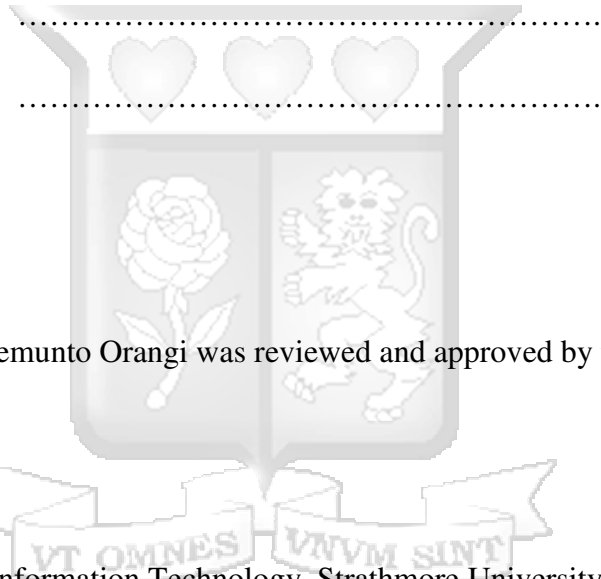 ……………………………………………….
……………………………………………….
emunto Orangi was reviewed and approved by
VT OMNES VNVM SINT
nformation Technology, Strathmore University